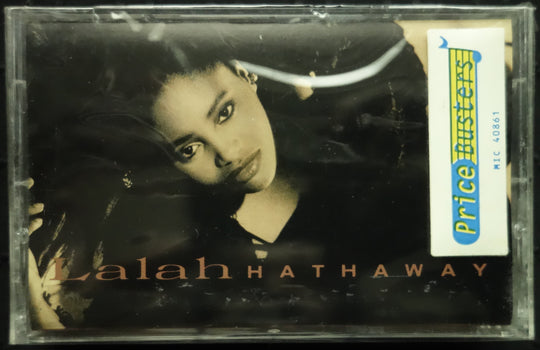 Lalah HATHAWAY
Price Busters
MIC 40861